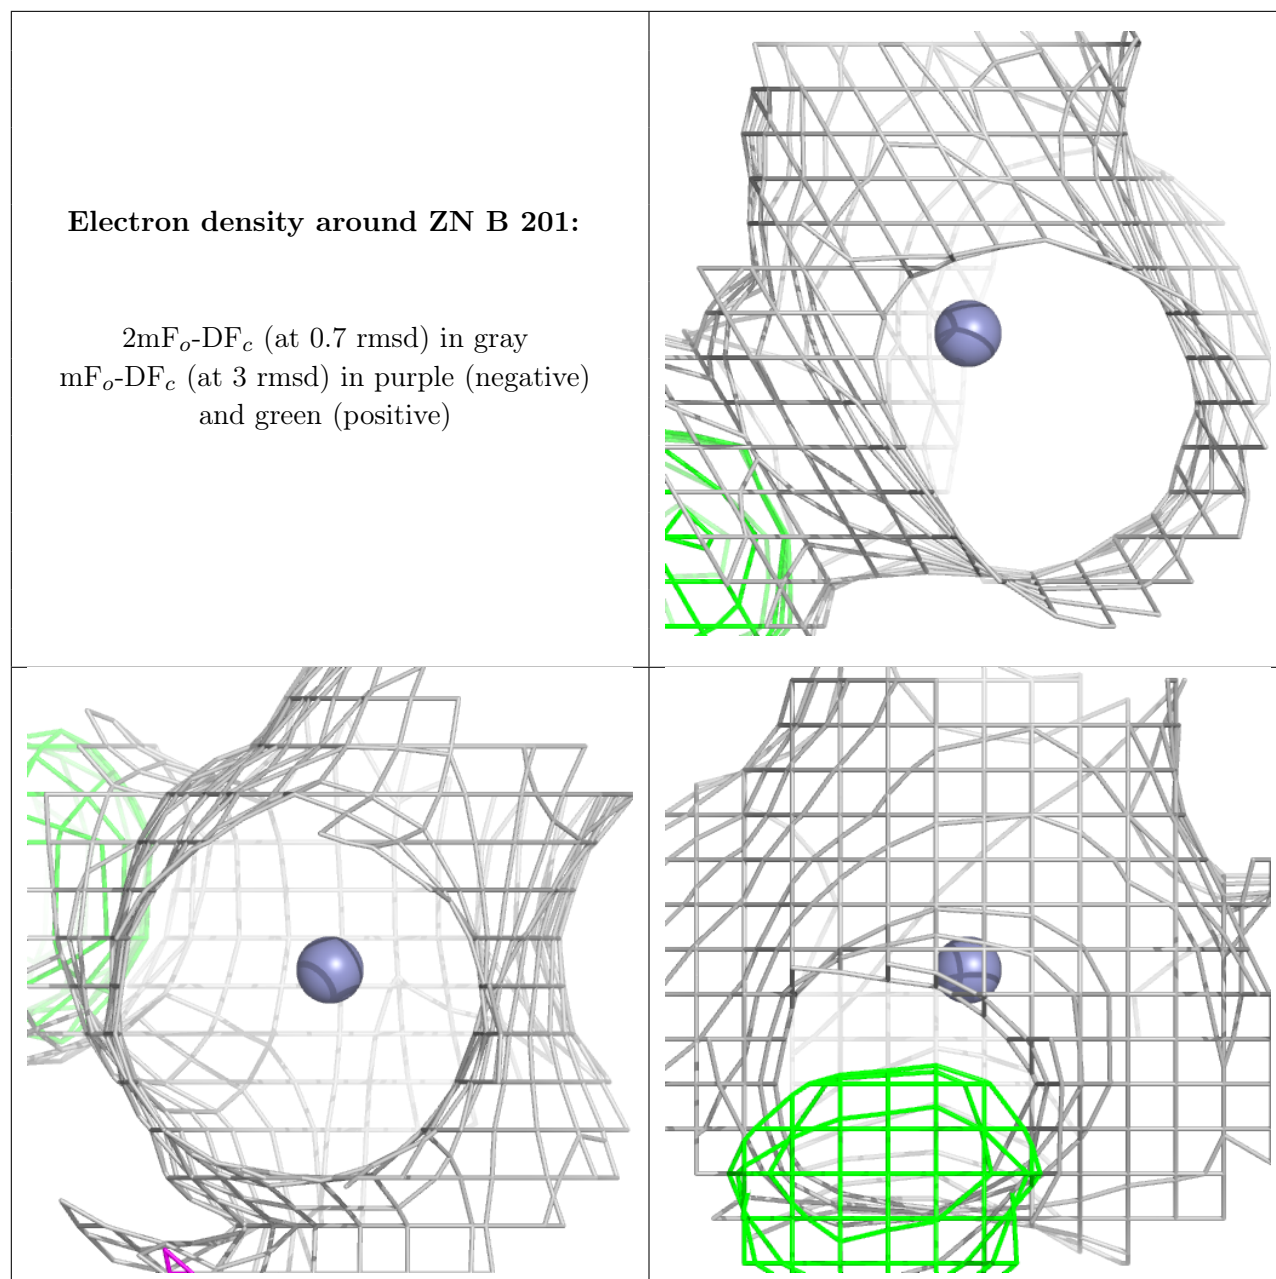 Electron density around ZN B 201:
2mFo-DFc (at 0.7 rmsd) in gray
mFo-DFc (at 3 rmsd) in purple (negative)
and green (positive)